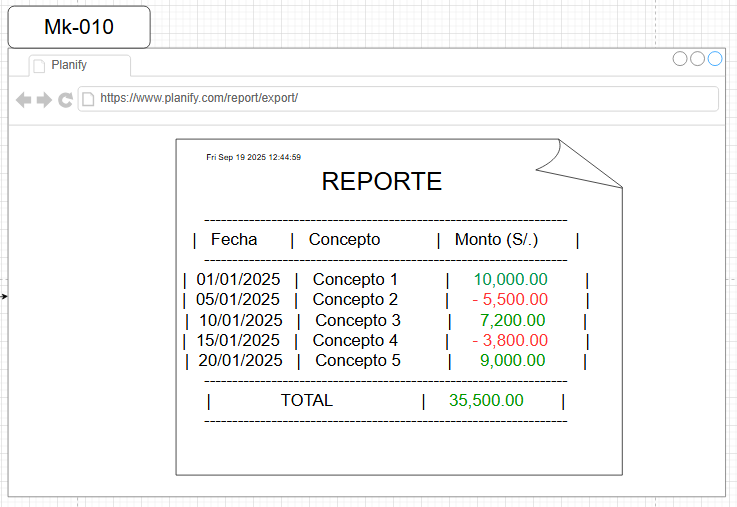 Mk-010
Planify
https://www.planify.com/report/export/
Fri Sep 19 2025 12:44:59
REPORTE
------------------------------------------------------------------
| Fecha | Concepto | Monto (S/.) |
------------------------------------------------------------------
| 01/01/2025 | Concepto 1 | 10,000.00 |
| 05/01/2025 | Concepto 2 | - 5,500.00 |
| 10/01/2025 | Concepto 3 | 7,200.00 |
| 15/01/2025 | Concepto 4 | - 3,800.00 |
| 20/01/2025 | Concepto 5 | 9,000.00 |
------------------------------------------------------------------
| TOTAL | 35,500.00 |
------------------------------------------------------------------